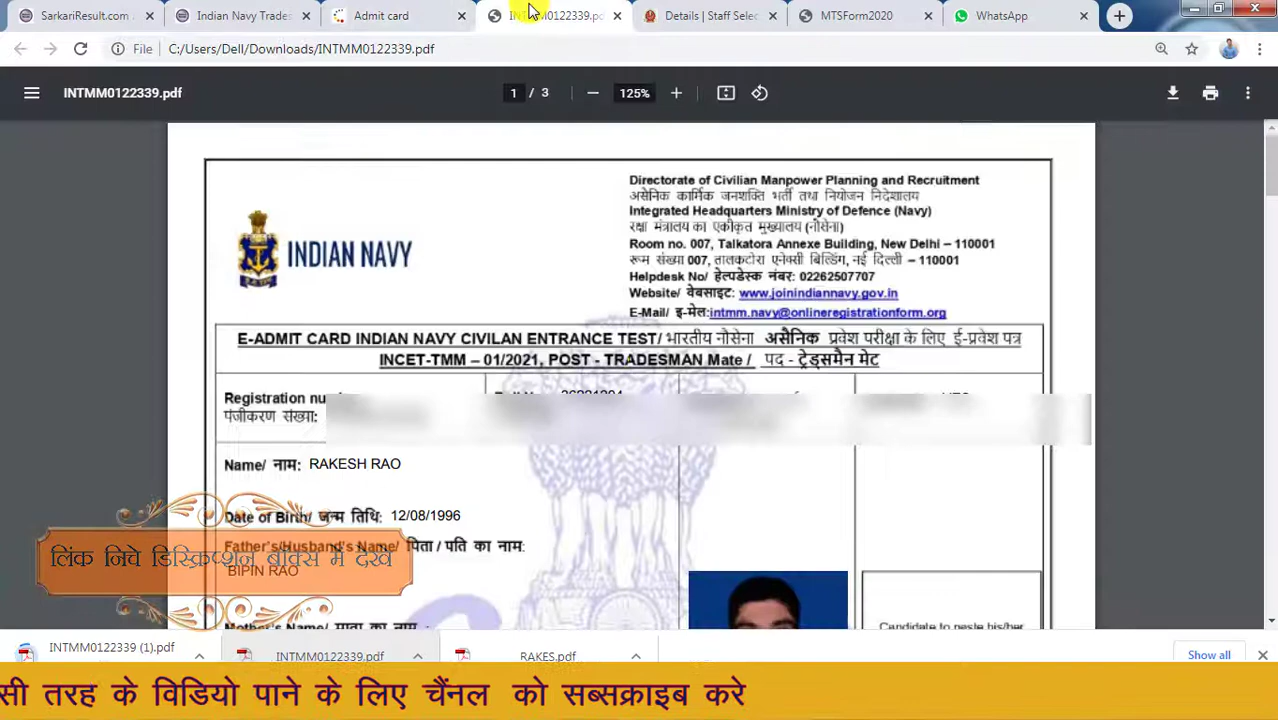 SarkariResult.com
Indian Navy Trades
Admit card
INTMM0122339.po
Details | Staff Selec
MTSForm2020
WhatsApp
File
C:/Users/Dell/Downloads/INTMM0122339.pdf
INTMM0122339.pdf
1 / 3
125%
Directorate of Civilian Manpower Planning and Recruitment
असैनिक कार्मिक जनशक्ति भर्ती तथा नियोजन निदेशालय
Integrated Headquarters Ministry of Defence (Navy)
रक्षा मंत्रालय का एकीकृत मुख्यालय (नौसेना)
Room no. 007, Talkatora Annexe Building, New Delhi – 110001
रूम संख्या 007, तालकटोरा एनेक्सी बिल्डिंग, नई दिल्ली – 110001
Helpdesk No/ हेल्पडेस्क नंबर: 02262507707
Website/ वेबसाइट: www.joinindiannavy.gov.in
E-Mail/ इ-मेल:intmm.navy@onlineregistrationform.org
INDIAN NAVY
E-ADMIT CARD INDIAN NAVY CIVILAN ENTRANCE TEST/ भारतीय नौसेना असैनिक प्रवेश परीक्षा के लिए ई-प्रवेश पत्र
INCET-TMM – 01/2021, POST - TRADESMAN Mate / पद - ट्रेड्समैन मेट
Registration nu
पंजीकरण संख्या:
Name/ नाम: RAKESH RAO
Date of Birth/ जन्म तिथि: 12/08/1996
Father's/Husband's Name/ पिता / पति का नाम:
BIPIN RAO
Mother's Name/ माता का नाम :
Candidate to paste his/her
लिंक निचे डिस्क्रिप्शन बॉक्स में देखे
INTMM0122339 (1).pdf
INTMM0122339.pdf
RAKES.pdf
Show all
सी तरह के विडियो पाने के लिए चैंनल को सब्सक्राइब करे